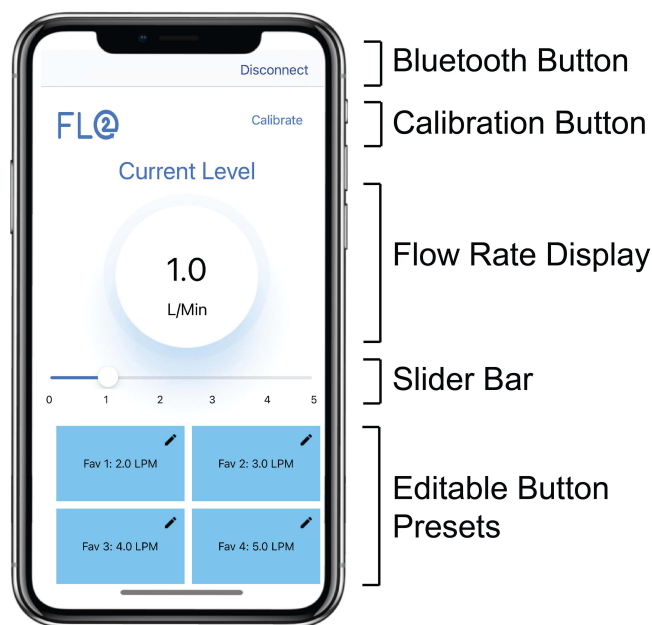 Disconnect
Bluetooth Button
FLO2
Calibrate
Calibration Button
Current Level
1.0
L/Min
Flow Rate Display
0 1 2 3 4 5
Slider Bar
Fav 1: 2.0 LPM
Fav 2: 3.0 LPM
Fav 3: 4.0 LPM
Fav 4: 5.0 LPM
Editable Button
Presets